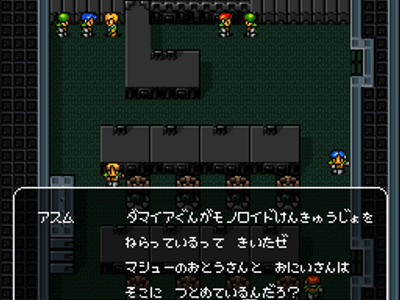 アスム　ダマイアぐんがモノロイドけんきゅうじょを
ねらっているって　きいたゼ
マシューのおとうさんと　おにいさんは
そこに　つとめているんだろ？